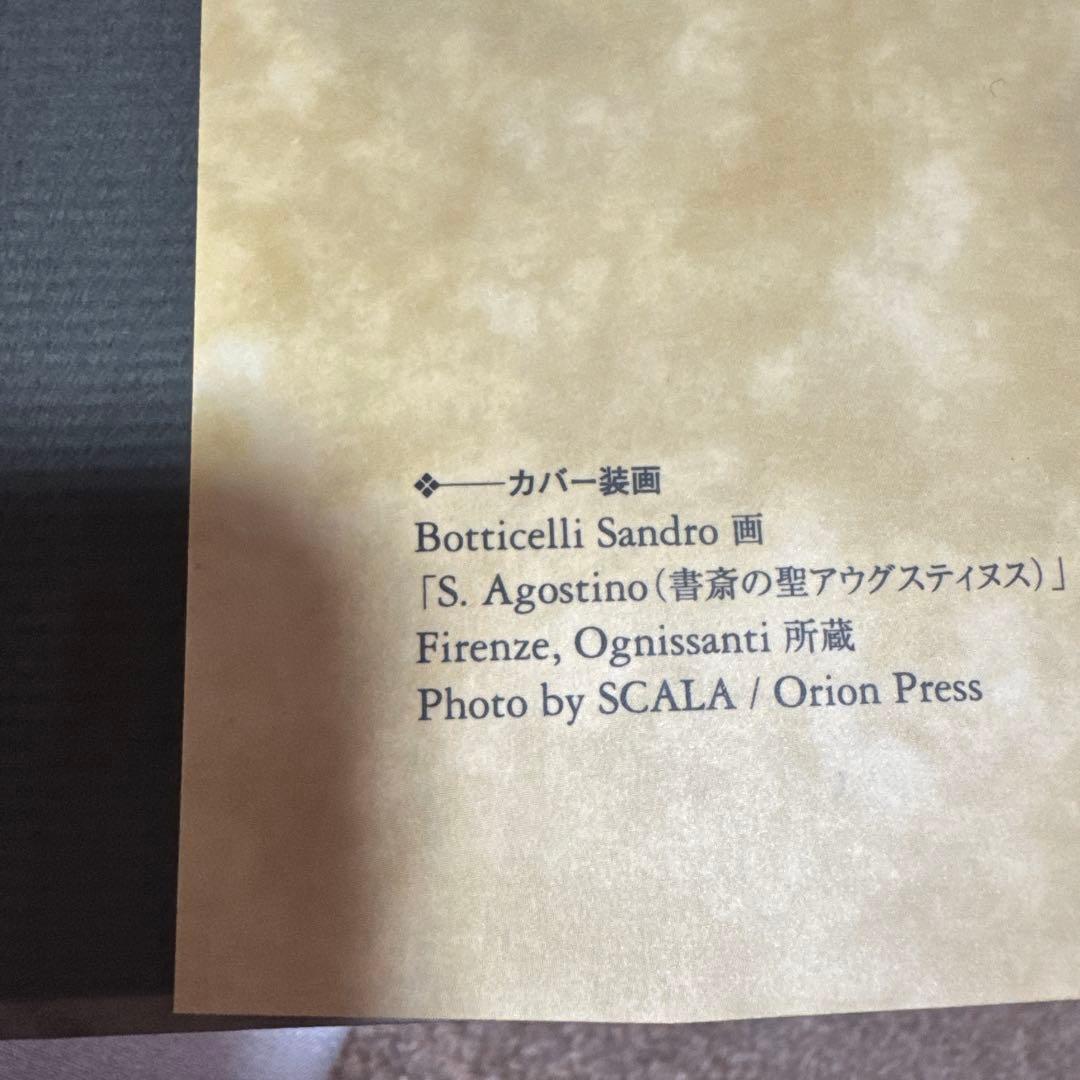 ❖――カバー装画
Botticelli Sandro 画
「S. Agostino（書斎の聖アウグスティヌス）」
Firenze, Ognissanti 所蔵
Photo by SCALA / Orion Press